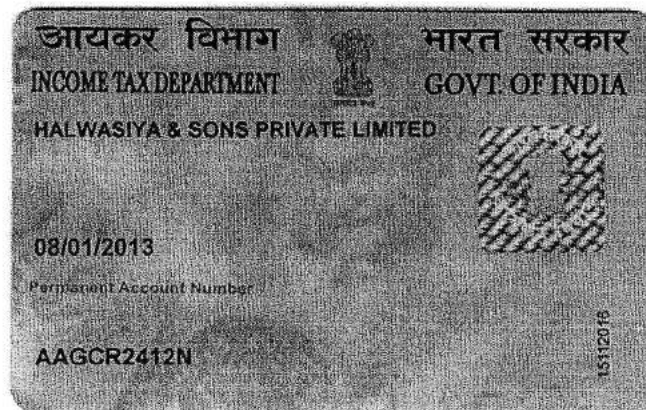 आयकर विभाग
भारत सरकार
INCOME TAX DEPARTMENT
GOVT. OF INDIA
HALWASIYA & SONS PRIVATE LIMITED
08/01/2013
Permanent Account Number
AAGCR2412N
15112016